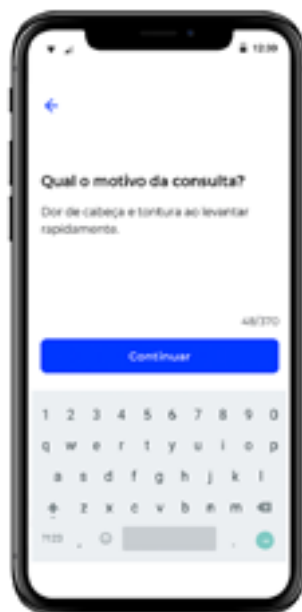 12:39
Qual o motivo da consulta?
Dor de cabeça e tontura ao levantar
rapidamente.
48/370
Continuar
1 2 3 4 5 6 7 8 9 0
q w e r t y u i o p
a s d f g h j k l
z x c v b n m
?123 , .